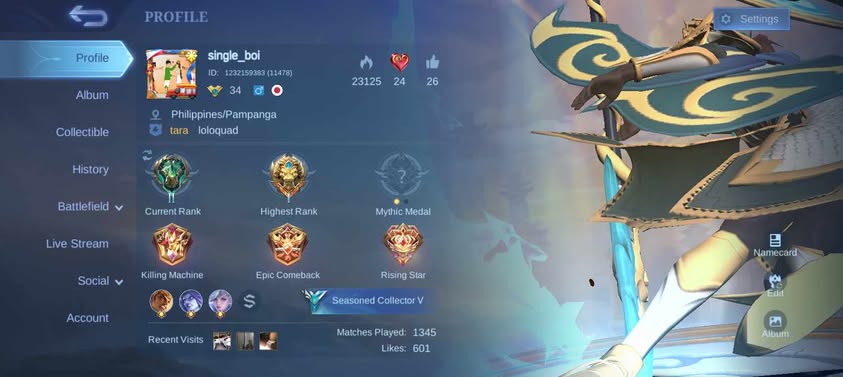 PROFILE
Settings
Profile
single_boi
ID: 1232159383 (11478)
34
23125
24
26
Album
Philippines/Pampanga
tara loloquad
Collectible
History
Current Rank
Highest Rank
Mythic Medal
Battlefield
Live Stream
Killing Machine
Epic Comeback
Rising Star
Namecard
Social
Edit
Seasoned Collector V
Account
Matches Played: 1345
Recent Visits
Likes: 601
Album